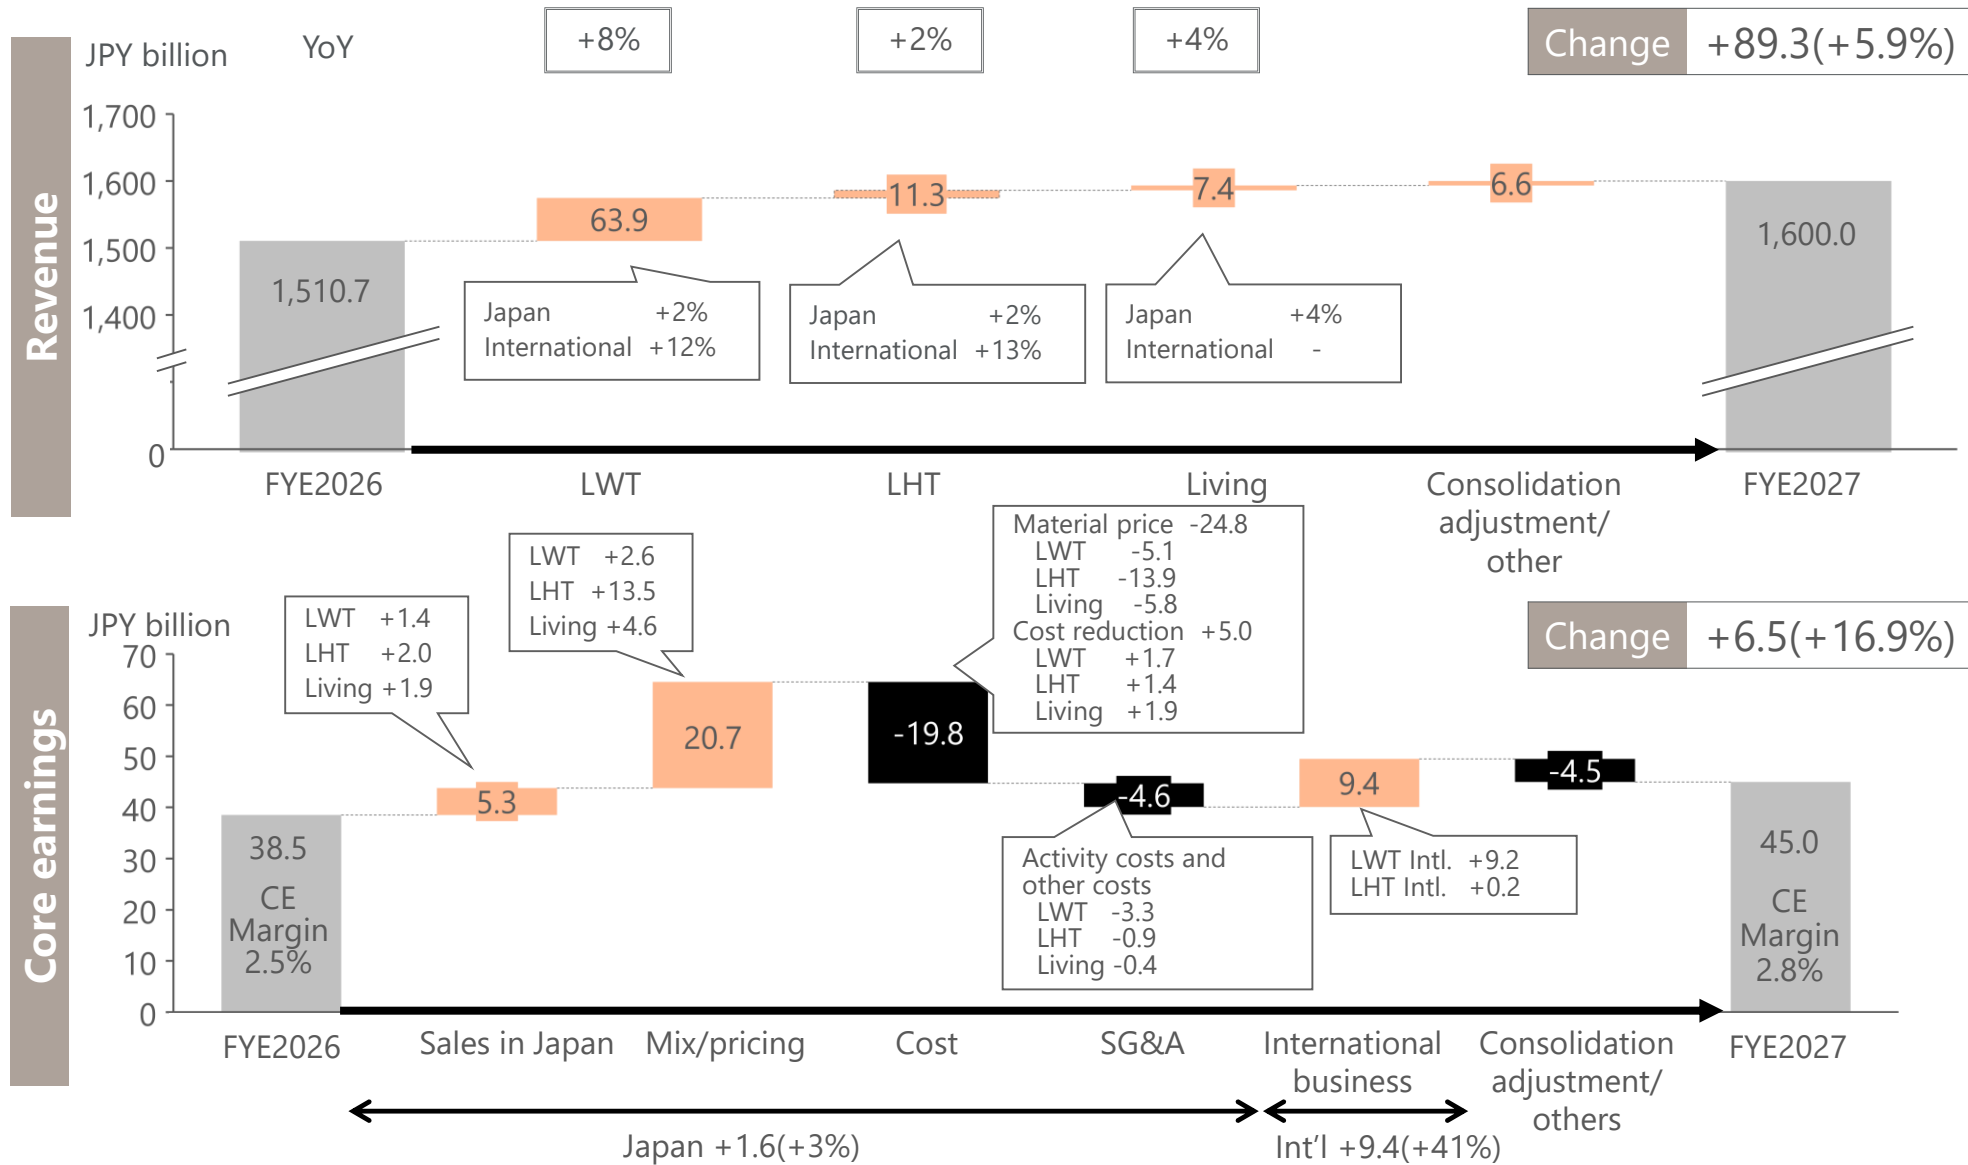 Revenue
JPY billion
YoY
+8%
+2%
+4%
Change +89.3(+5.9%)
1,700
1,600
1,500
1,400
0
1,510.7
63.9
11.3
7.4
6.6
1,600.0
Japan +2%
International +12%
Japan +2%
International +13%
Japan +4%
International -
FYE2026
LWT
LHT
Living
Consolidation
adjustment/
other
FYE2027
Core earnings
JPY billion
Change +6.5(+16.9%)
70
60
50
40
30
20
10
0
LWT +1.4
LHT +2.0
Living +1.9
LWT +2.6
LHT +13.5
Living +4.6
Material price -24.8
LWT -5.1
LHT -13.9
Living -5.8
Cost reduction +5.0
LWT +1.7
LHT +1.4
Living +1.9
38.5
CE
Margin
2.5%
5.3
20.7
-19.8
-4.6
9.4
-4.5
45.0
CE
Margin
2.8%
Activity costs and
other costs
LWT -3.3
LHT -0.9
Living -0.4
LWT Intl. +9.2
LHT Intl. +0.2
FYE2026
Sales in Japan
Mix/pricing
Cost
SG&A
International
business
Consolidation
adjustment/
others
FYE2027
Japan +1.6(+3%)
Int'l +9.4(+41%)